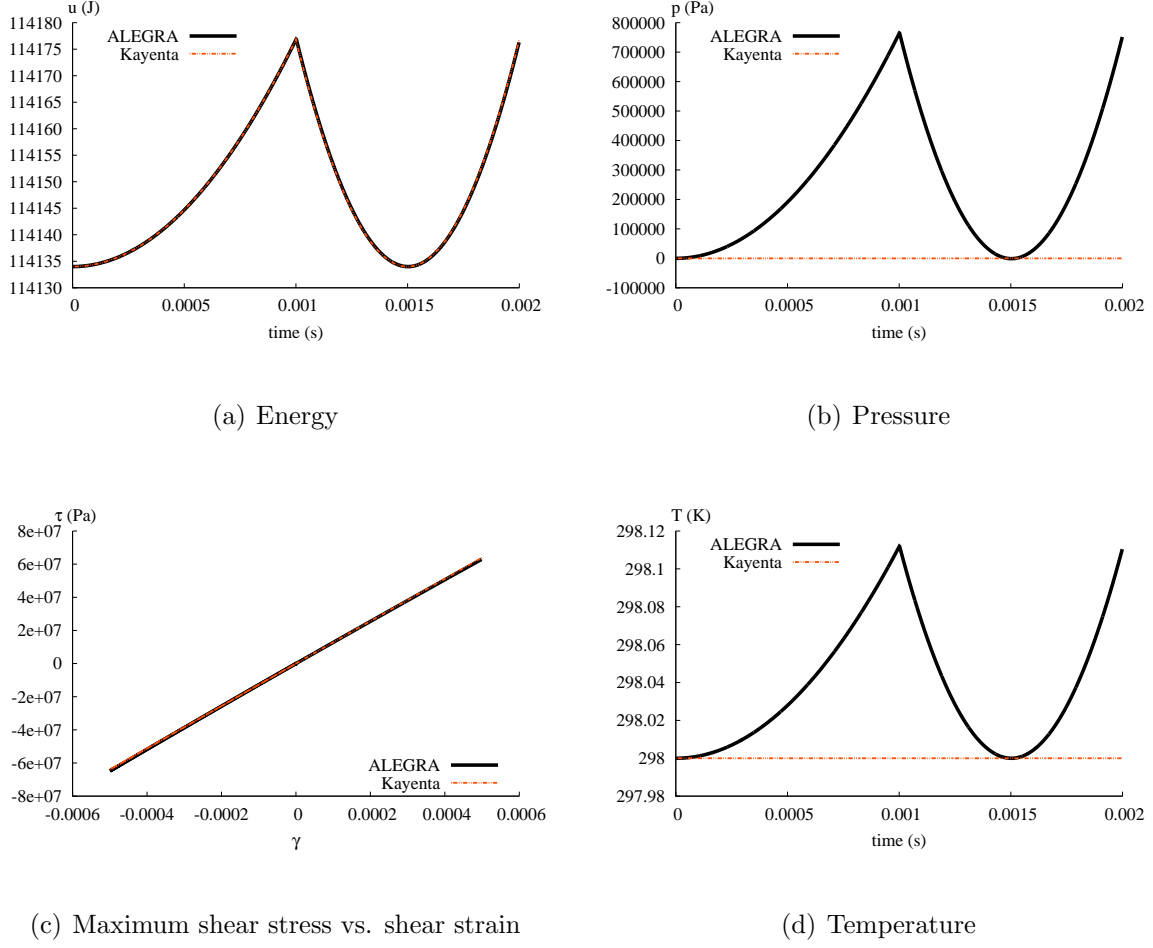 u (J)
114180
114175
114170
114165
114160
114155
114150
114145
114140
114135
114130
ALEGRA
Kayenta
0 0.0005 0.001 0.0015 0.002
time (s)
(a) Energy
p (Pa)
800000
700000
600000
500000
400000
300000
200000
100000
0
-100000
ALEGRA
Kayenta
0 0.0005 0.001 0.0015 0.002
time (s)
(b) Pressure
τ (Pa)
8e+07
6e+07
4e+07
2e+07
0
-2e+07
-4e+07
-6e+07
-8e+07
ALEGRA
Kayenta
-0.0006 -0.0004 -0.0002 0 0.0002 0.0004 0.0006
γ
(c) Maximum shear stress vs. shear strain
T (K)
298.12
298.1
298.08
298.06
298.04
298.02
298
297.98
ALEGRA
Kayenta
0 0.0005 0.001 0.0015 0.002
time (s)
(d) Temperature